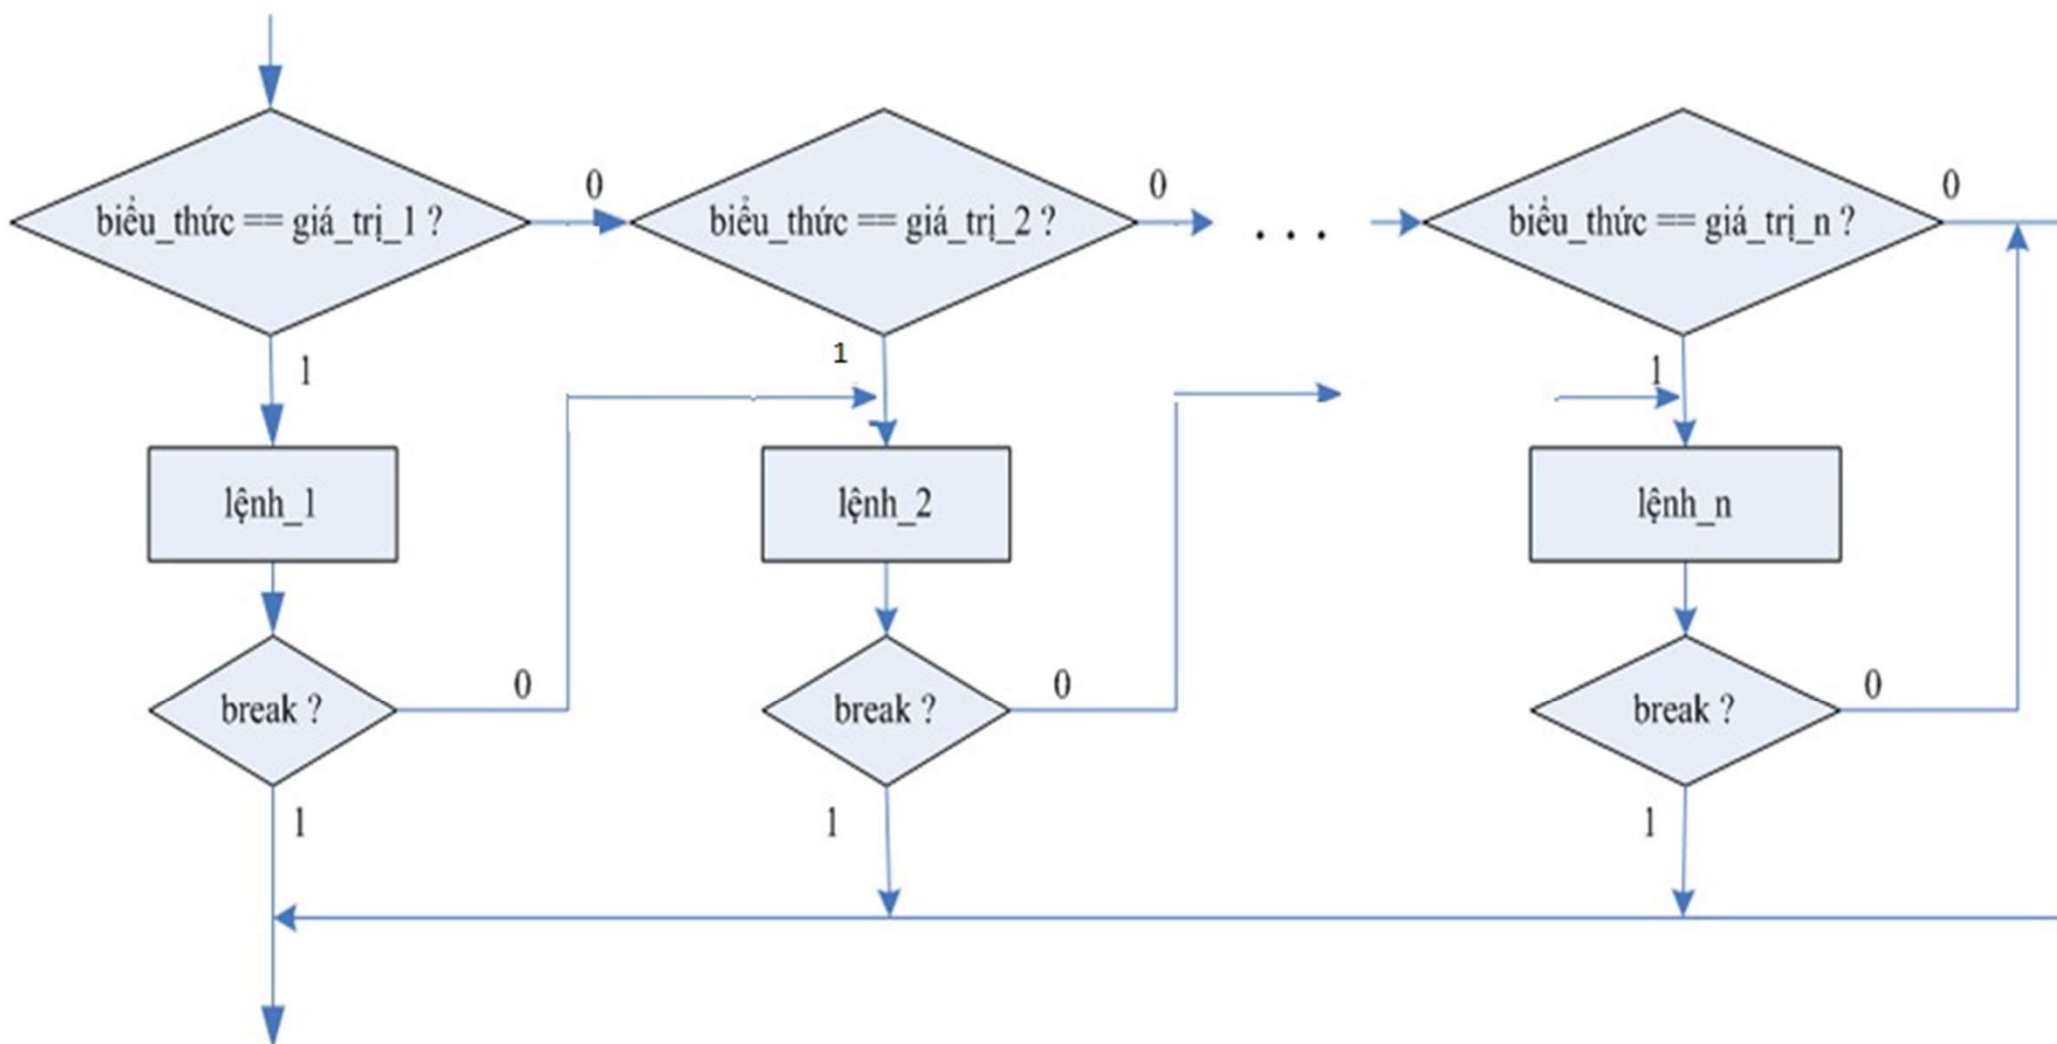 biểu_thức == giá_trị_1 ?
0
biểu_thức == giá_trị_2 ?
0
. . .
biểu_thức == giá_trị_n ?
0
1
1
1
lệnh_1
lệnh_2
lệnh_n
break ?
0
break ?
0
break ?
0
1
1
1